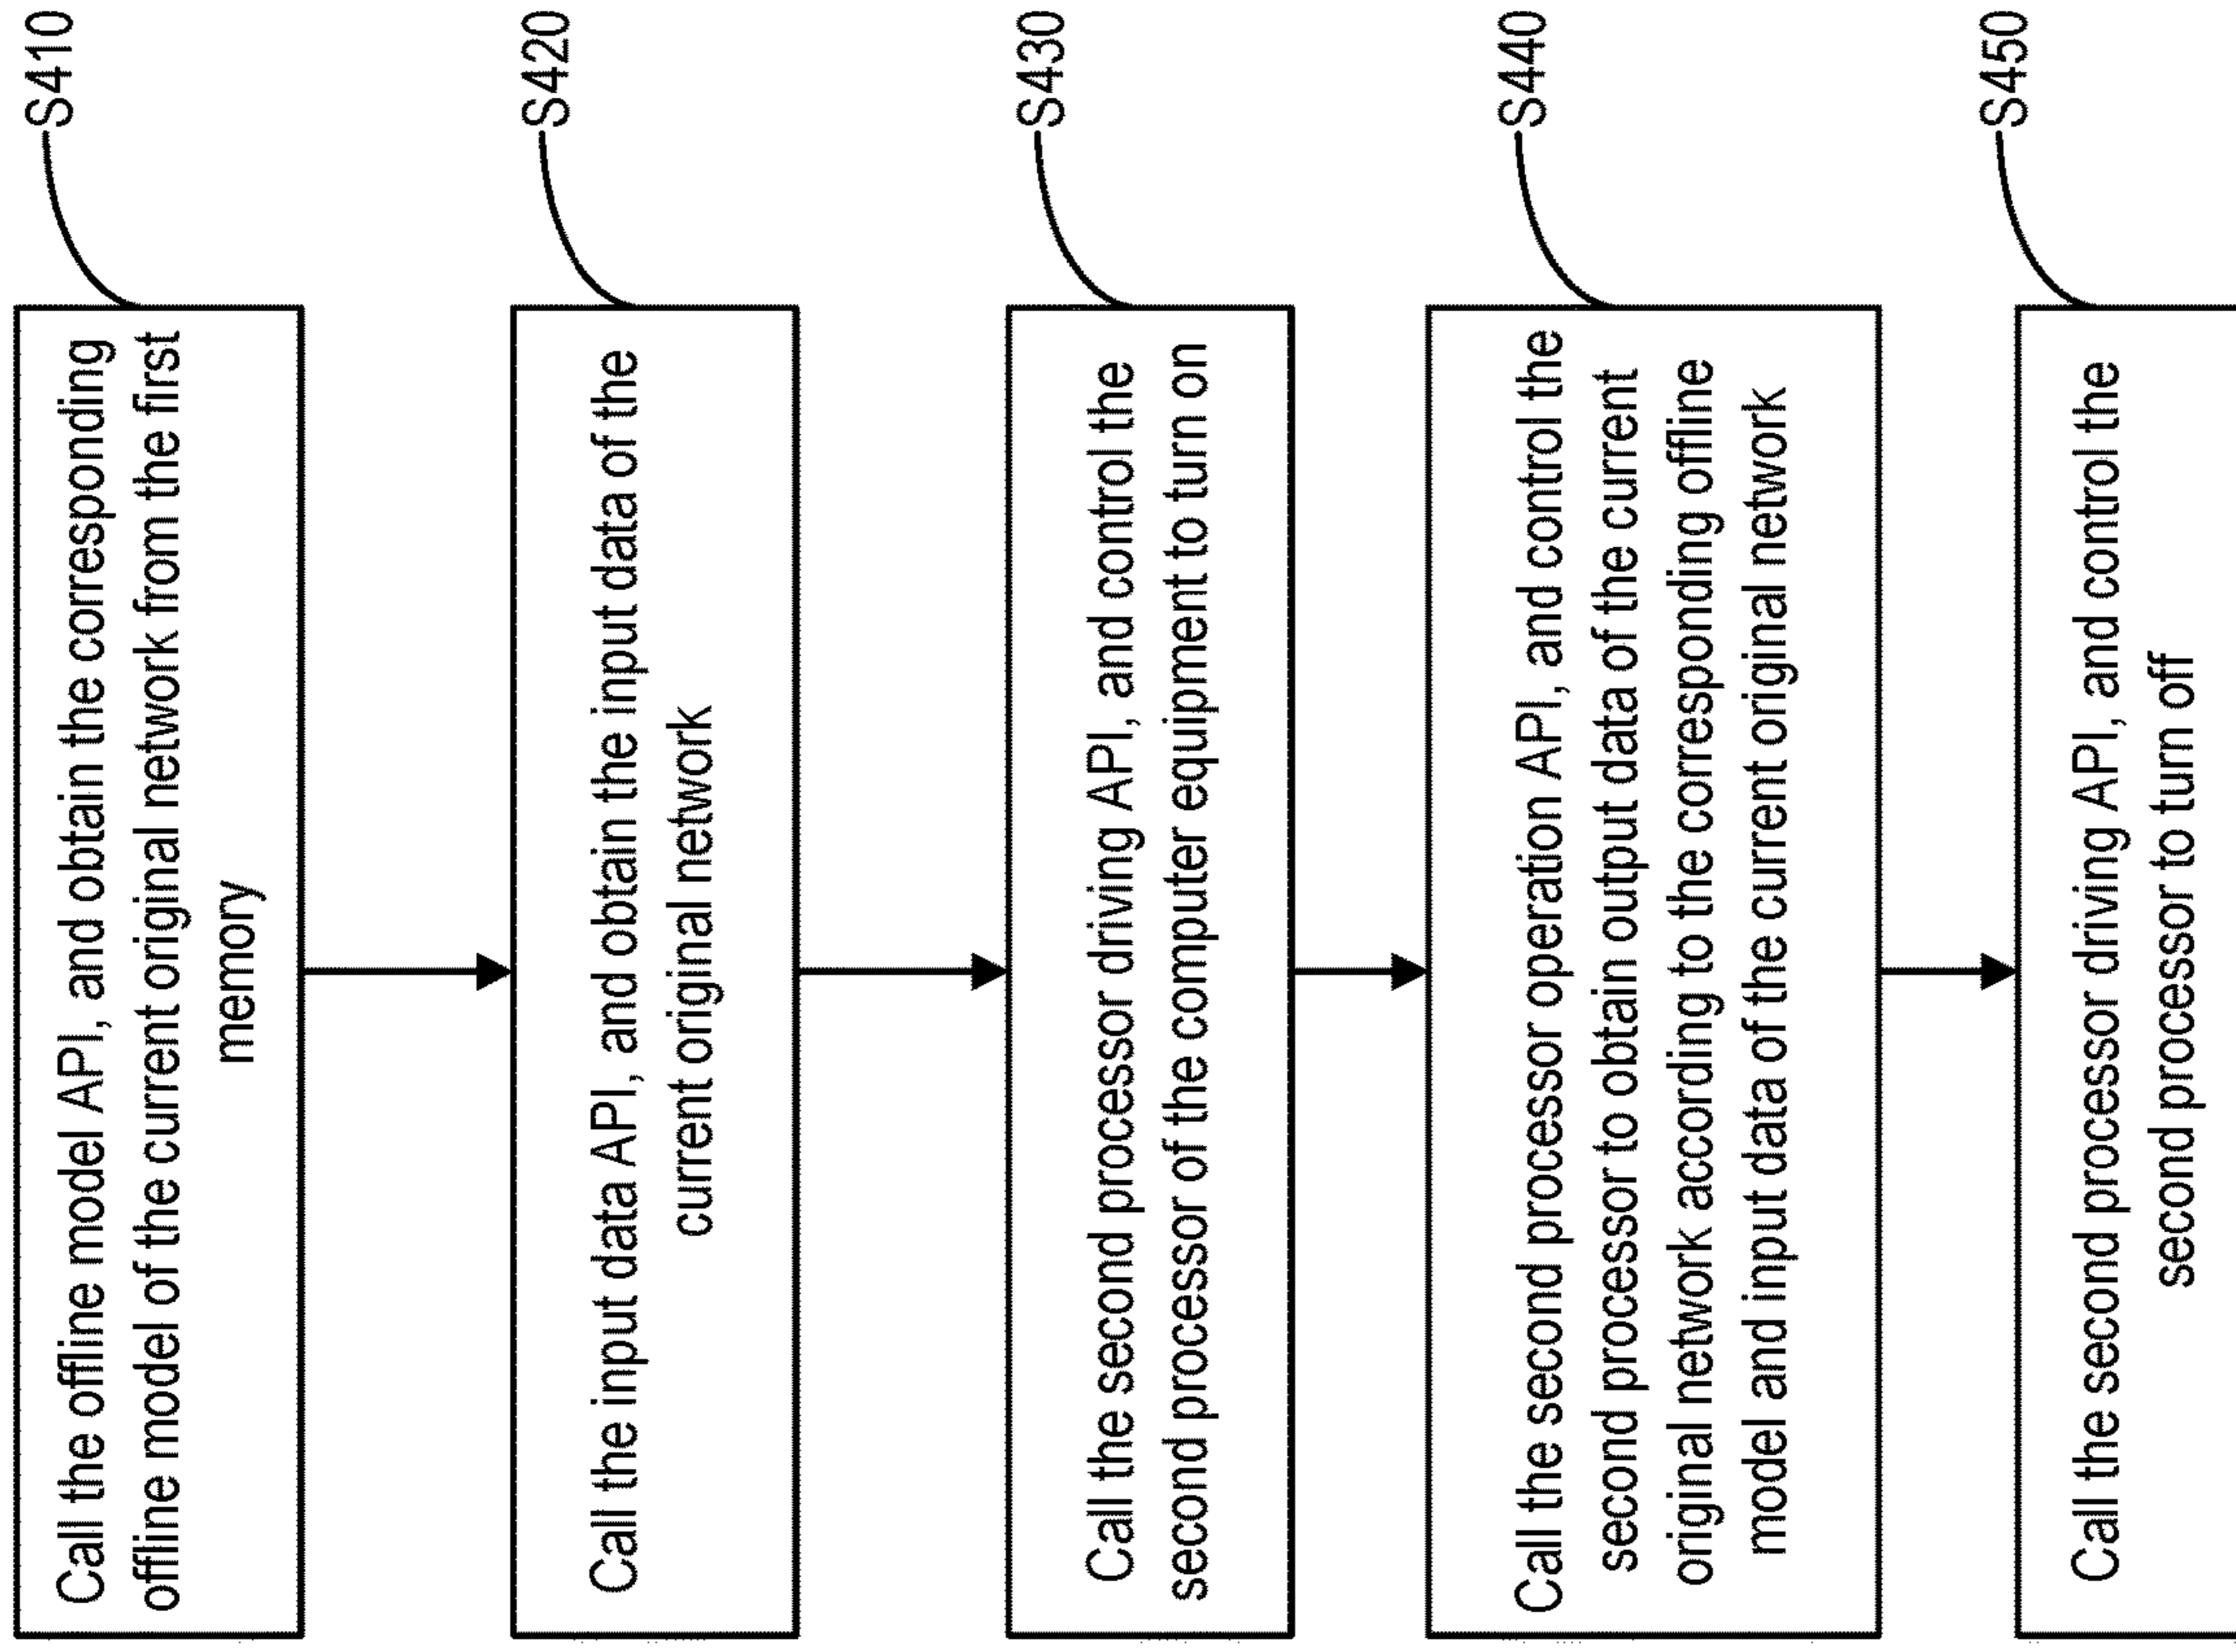 Call the offline model API, and obtain the corresponding
offline model of the current original network from the first
memory
S410
Call the input data API, and obtain the input data of the
current original network
S420
Call the second processor driving API, and control the
second processor of the computer equipment to turn on
S430
Call the second processor operation API, and control the
second processor to obtain output data of the current
original network according to the corresponding offline
model and input data of the current original network
S440
Call the second processor driving API, and control the
second processor to turn off
S450